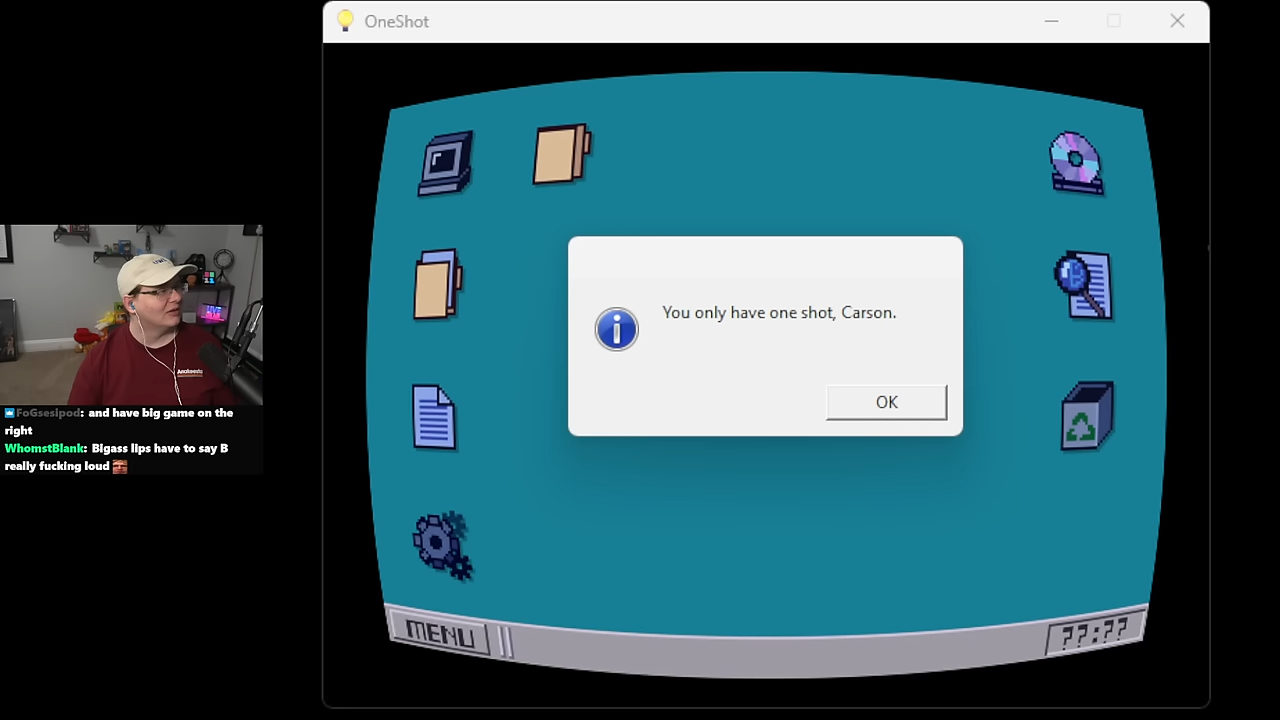 OneShot
You only have one shot, Carson.
OK
MENU
??:??
FoGsesipod: and have big game on the
right
WhomstBlank: Bigass lips have to say B
really fucking loud